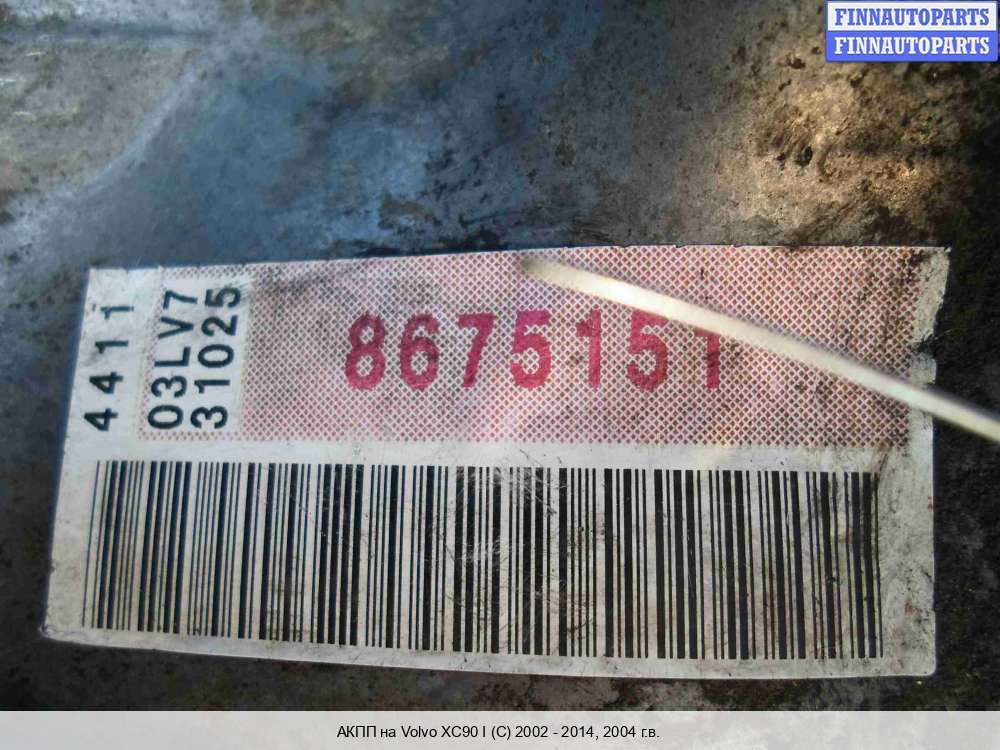 FINNAUTOPARTS
FINNAUTOPARTS
4411
03LV7
31025
8675151
АКПП на Volvo XC90 I (C) 2002 - 2014, 2004 г.в.